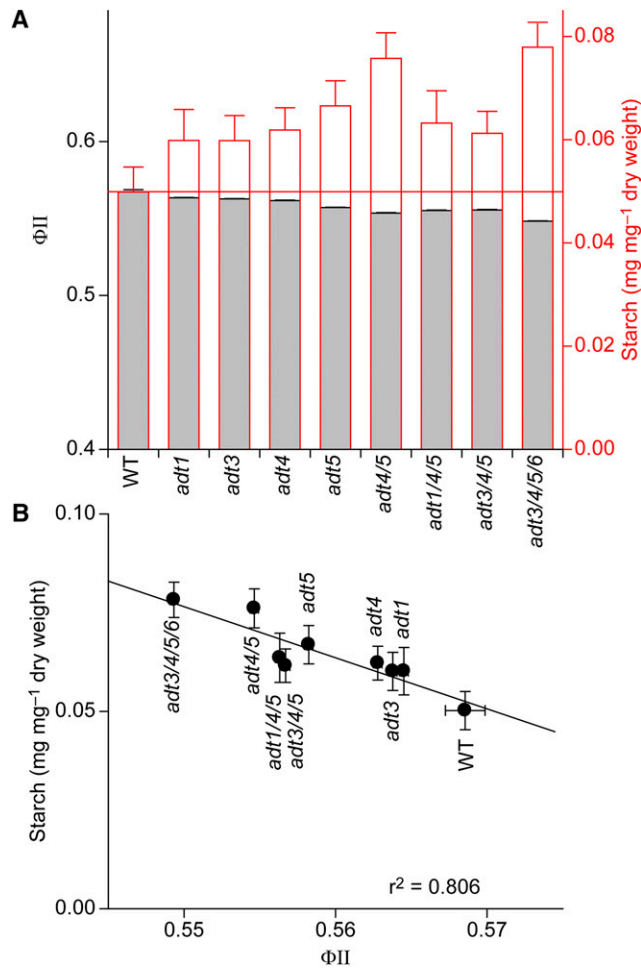 A
0.6
0.5
0.4
ΦII
0.08
0.06
0.04
0.02
0.00
Starch (mg mg⁻¹ dry weight)
WT
adt1
adt3
adt4
adt5
adt4/5
adt1/4/5
adt3/4/5
adt3/4/5/6
B
0.10
0.05
0.00
Starch (mg mg⁻¹ dry weight)
adt3/4/5/6
adt4/5
adt1/4/5
adt3/4/5
adt5
adt4
adt3
adt1
WT
r² = 0.806
0.55
0.56
0.57
ΦII